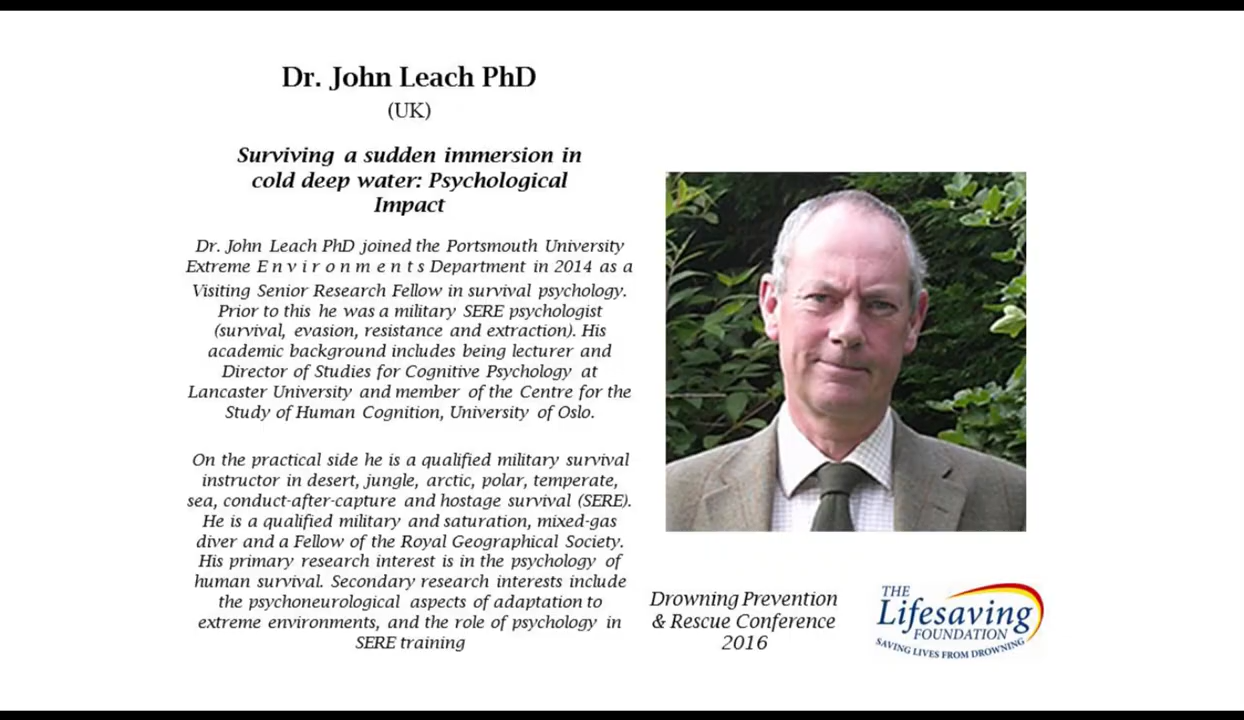 Dr. John Leach PhD
(UK)
Surviving a sudden immersion in
cold deep water: Psychological
Impact
Dr. John Leach PhD joined the Portsmouth University
Extreme E n v i r o n m e n t s Department in 2014 as a
Visiting Senior Research Fellow in survival psychology.
Prior to this he was a military SERE psychologist
(survival, evasion, resistance and extraction). His
academic background includes being lecturer and
Director of Studies for Cognitive Psychology at
Lancaster University and member of the Centre for the
Study of Human Cognition, University of Oslo.
On the practical side he is a qualified military survival
instructor in desert, jungle, arctic, polar, temperate,
sea, conduct-after-capture and hostage survival (SERE).
He is a qualified military and saturation, mixed-gas
diver and a Fellow of the Royal Geographical Society.
His primary research interest is in the psychology of
human survival. Secondary research interests include
the psychoneurological aspects of adaptation to
extreme environments, and the role of psychology in
SERE training
Drowning Prevention
& Rescue Conference
2016
THE
Lifesaving
FOUNDATION
SAVING LIVES FROM DROWNING